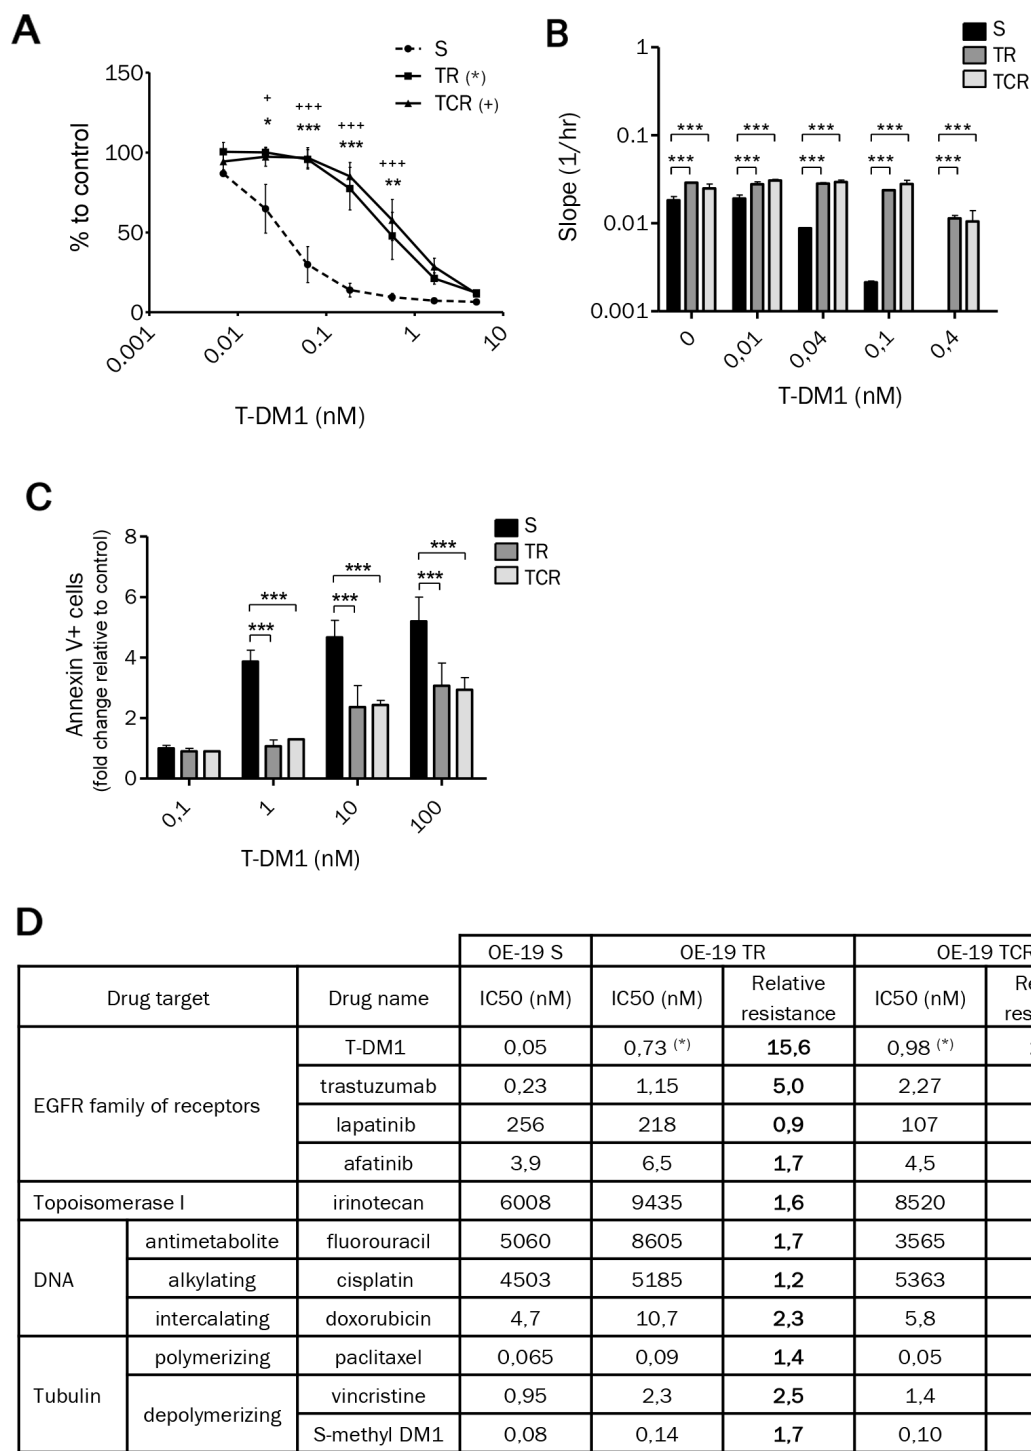 A
S
TR (*)
TCR (+)
% to control
150
100
50
0
+
*
+++
***
+++
***
+++
**
0.001
0.01
0.1
1
10
T-DM1 (nM)
B
S
TR
TCR
Slope (1/hr)
1
0.1
0.01
0.001
*** *** *** *** ***
*** *** *** *** ***
0
0,01
0,04
0,1
0,4
T-DM1 (nM)
C
S
TR
TCR
Annexin V+ cells
(fold change relative to control)
8
6
4
2
0
***
***
***
***
***
***
0,1
1
10
100
T-DM1 (nM)
D
OE-19 S OE-19 TR OE-19 TCR
Drug target Drug name IC50 (nM) IC50 (nM) Relative resistance IC50 (nM)
EGFR family of receptors
T-DM1 0,05 0,73 (*) 15,6 0,98 (*)
trastuzumab 0,23 1,15 5,0 2,27
lapatinib 256 218 0,9 107
afatinib 3,9 6,5 1,7 4,5
Topoisomerase I irinotecan 6008 9435 1,6 8520
DNA
antimetabolite fluorouracil 5060 8605 1,7 3565
alkylating cisplatin 4503 5185 1,2 5363
intercalating doxorubicin 4,7 10,7 2,3 5,8
Tubulin
polymerizing paclitaxel 0,065 0,09 1,4 0,05
depolymerizing
vincristine 0,95 2,3 2,5 1,4
S-methyl DM1 0,08 0,14 1,7 0,10